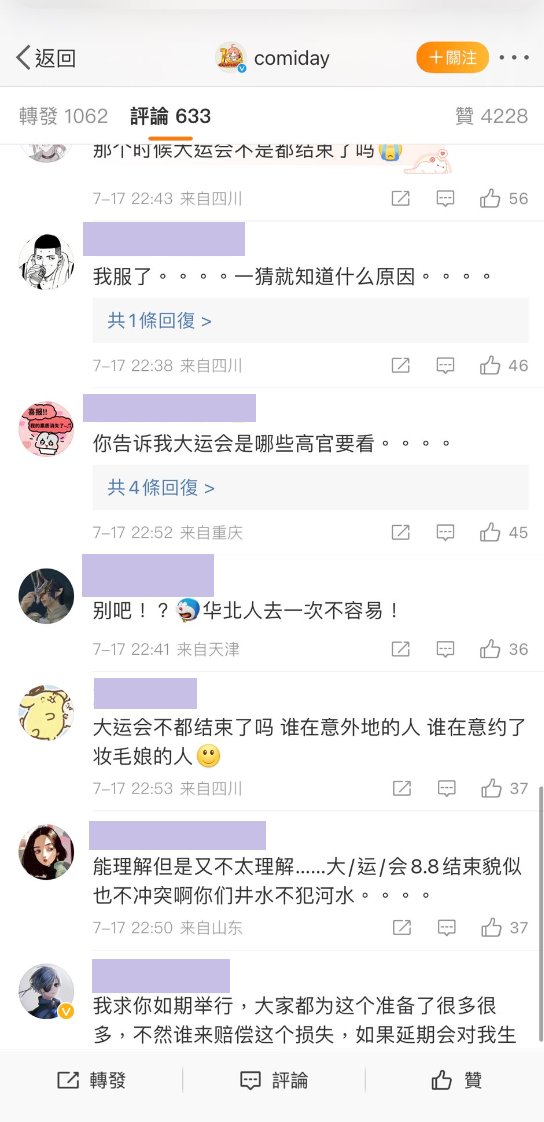 返回
comiday
＋關注
轉發 1062
評論 633
讚 4228
那个时候大运会不是都结束了吗
7-17 22:43 来自四川
56
我服了。。。。一猜就知道什么原因。。。。
共1條回復 >
7-17 22:38 来自四川
46
喜报!!
你告诉我大运会是哪些高官要看。。。。
共4條回復 >
7-17 22:52 来自重庆
45
别吧！？华北人去一次不容易！
7-17 22:41 来自天津
36
大运会不都结束了吗 谁在意外地的人 谁在意约了
妆毛娘的人
7-17 22:53 来自四川
37
能理解但是又不太理解......大/运/会8.8结束貌似
也不冲突啊你们井水不犯河水。。。。
7-17 22:50 来自山东
37
我求你如期举行，大家都为这个准备了很多很
多，不然谁来赔偿这个损失，如果延期会对我生
轉發
評論
讚